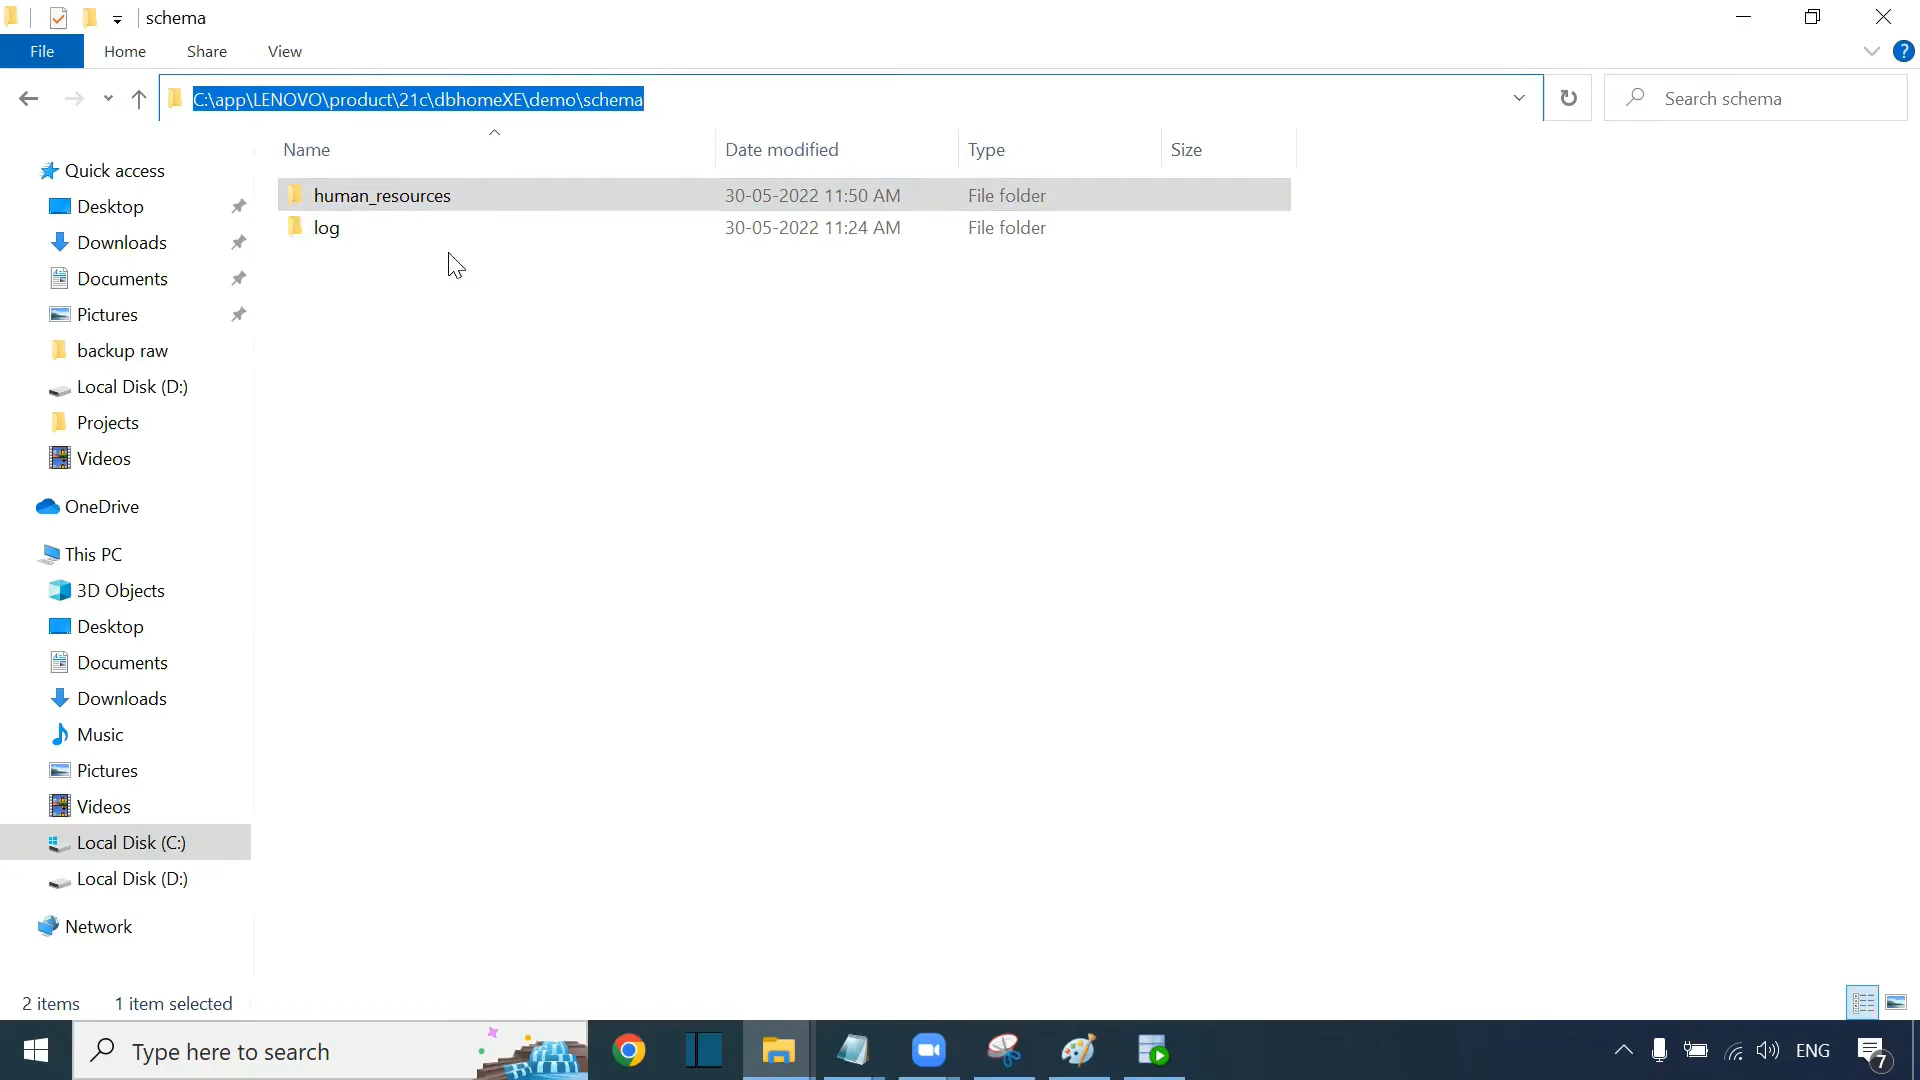 schema
File Home Share View
C:\app\LENOVO\product\21c\dbhomeXE\demo\schema
Search schema
Name Date modified Type Size
human_resources 30-05-2022 11:50 AM File folder
log 30-05-2022 11:24 AM File folder
Quick access
Desktop
Downloads
Documents
Pictures
backup raw
Local Disk (D:)
Projects
Videos
OneDrive
This PC
3D Objects
Desktop
Documents
Downloads
Music
Pictures
Videos
Local Disk (C:)
Local Disk (D:)
Network
2 items 1 item selected
Type here to search
ENG
7